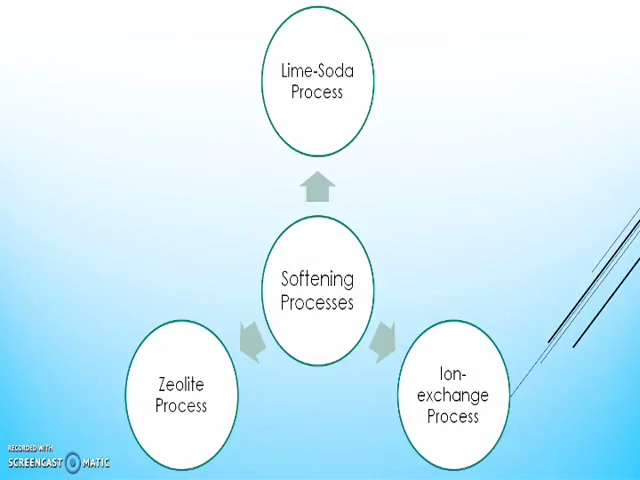 Lime-Soda
Process
Softening
Processes
Zeolite
Process
Ion-
exchange
Process
RECORDED WITH
SCREENCAST MATIC